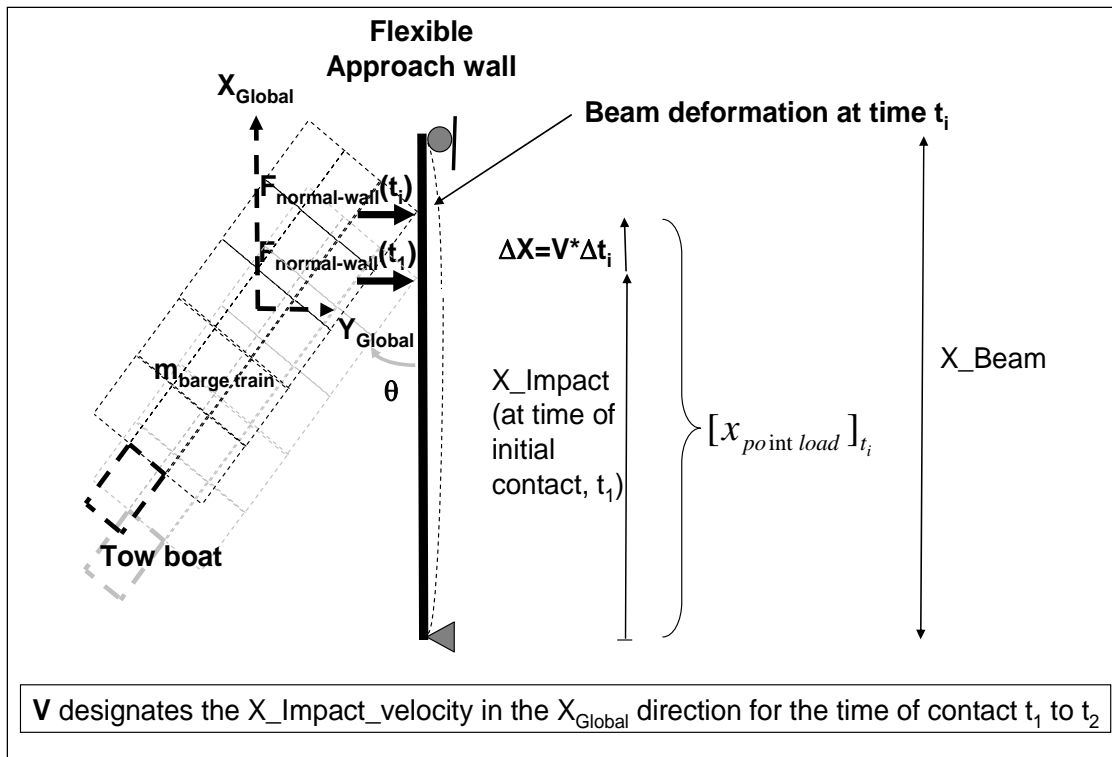 Flexible
Approach wall
X_Global
Beam deformation at time t_i
F_normal-wall(t_i)
F_normal-wall(t_1)
ΔX=V*Δt_i
Y_Global
X_Beam
m_barge,train
θ
X_Impact
(at time of
initial
contact, t_1)
[x_point load]_t_i
Tow boat
V designates the X_Impact_velocity in the X_Global direction for the time of contact t_1 to t_2